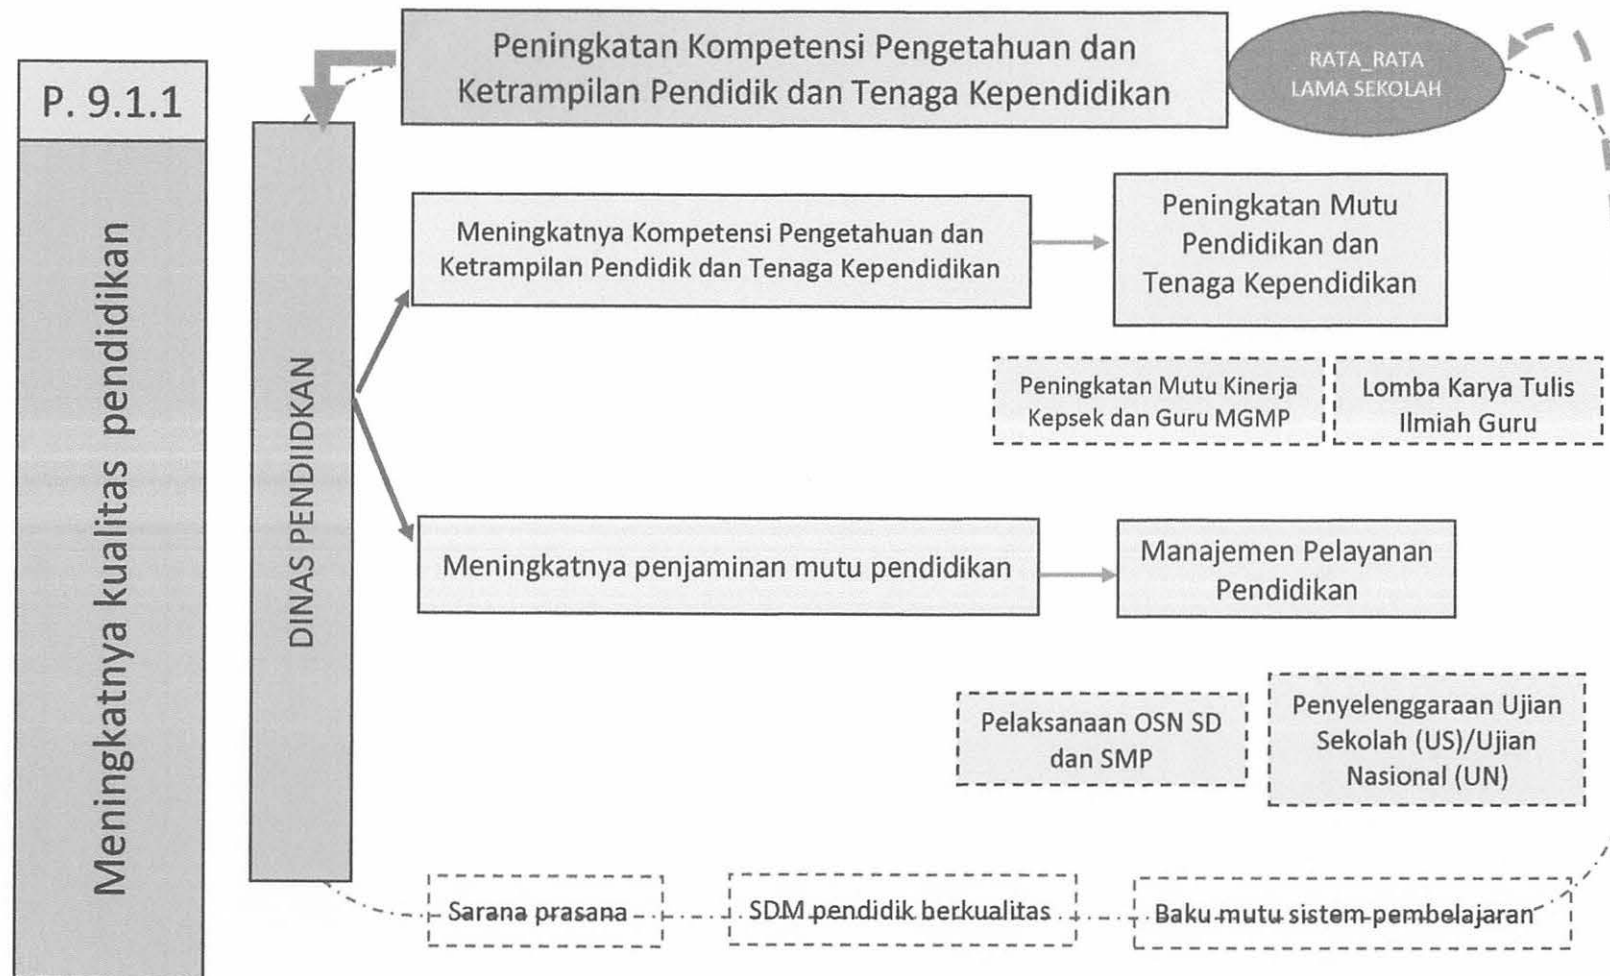 P. 9.1.1
Meningkatnya kualitas pendidikan
Peningkatan Kompetensi Pengetahuan dan
Ketrampilan Pendidik dan Tenaga Kependidikan
RATA_RATA
LAMA SEKOLAH
DINAS PENDIIDKAN
Meningkatnya Kompetensi Pengetahuan dan
Ketrampilan Pendidik dan Tenaga Kependidikan
Peningkatan Mutu
Pendidikan dan
Tenaga Kependidikan
Peningkatan Mutu Kinerja
Kepsek dan Guru MGMP
Lomba Karya Tulis
Ilmiah Guru
Meningkatnya penjaminan mutu pendidikan
Manajemen Pelayanan
Pendidikan
Pelaksanaan OSN SD
dan SMP
Penyelenggaraan Ujian
Sekolah (US)/Ujian
Nasional (UN)
Sarana prasana
SDM pendidik berkualitas
Baku mutu sistem pembelajaran